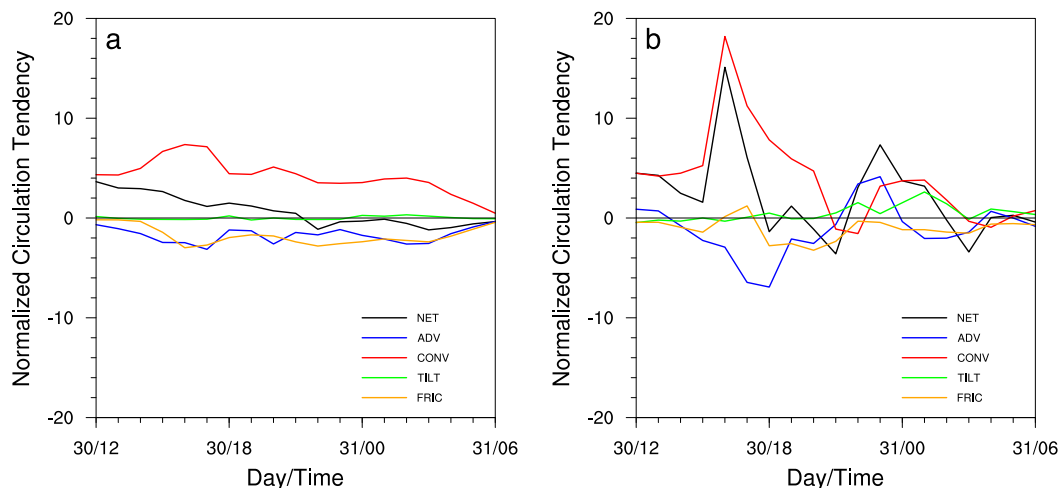 a
Normalized Circulation Tendency
20
10
0
-10
-20
NET
ADV
CONV
TILT
FRIC
30/12
30/18
31/00
31/06
Day/Time
b
Normalized Circulation Tendency
20
10
0
-10
-20
NET
ADV
CONV
TILT
FRIC
30/12
30/18
31/00
31/06
Day/Time